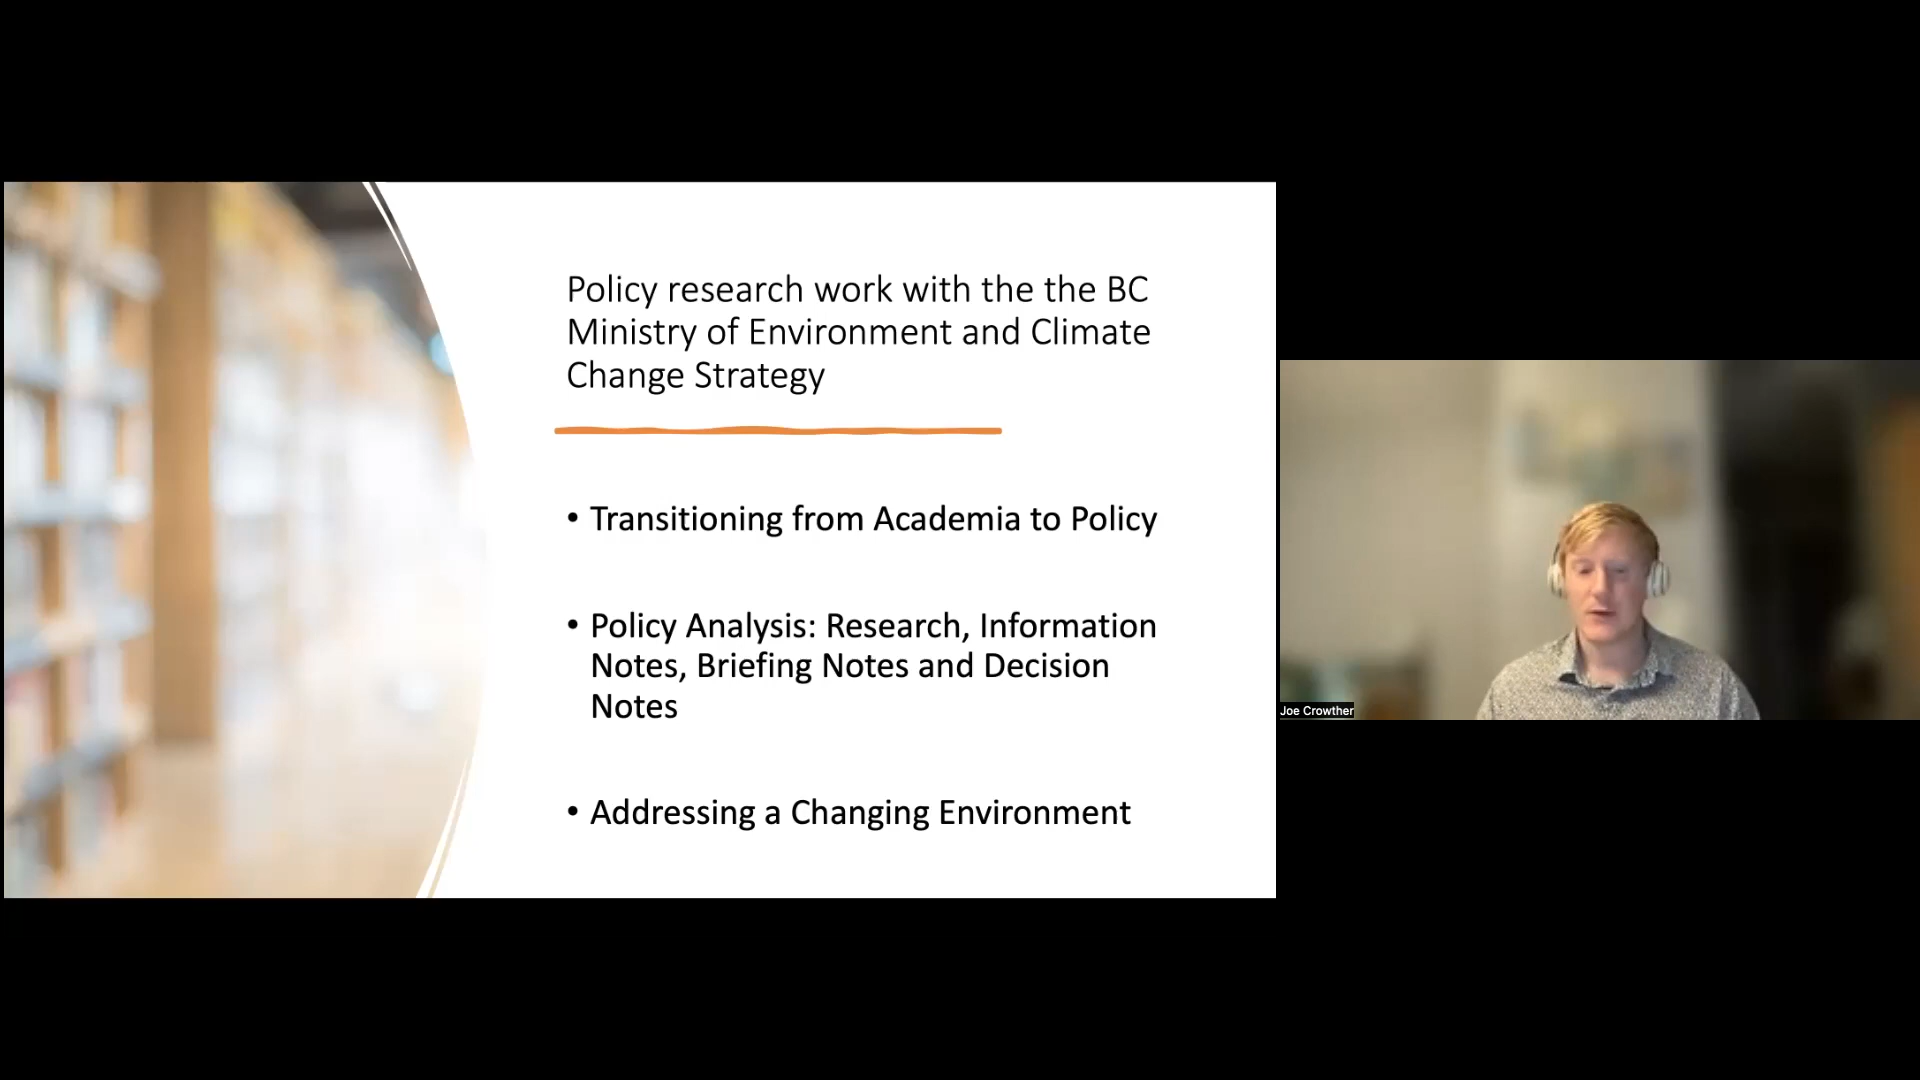 Policy research work with the the BC
Ministry of Environment and Climate
Change Strategy
• Transitioning from Academia to Policy
• Policy Analysis: Research, Information
Notes, Briefing Notes and Decision
Notes
• Addressing a Changing Environment
Joe Crowther